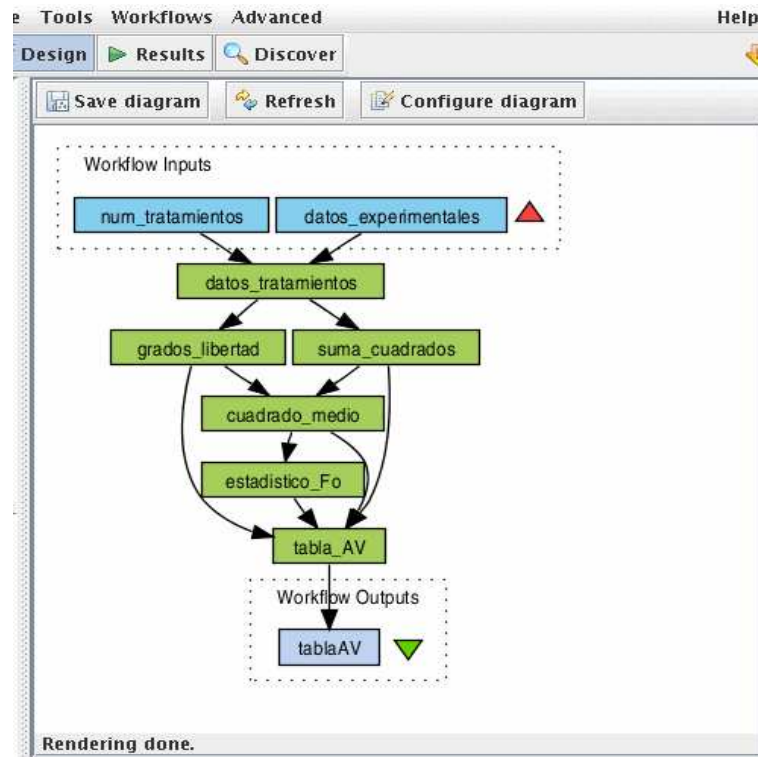 e Tools Workflows Advanced Help
Design Results Discover
Save diagram Refresh Configure diagram
Workflow Inputs
num_tratamientos datos_experimentales
datos_tratamientos
grados_libertad suma_cuadrados
cuadrado_medio
estadistico_Fo
tabla_AV
Workflow Outputs
tablaAV
Rendering done.